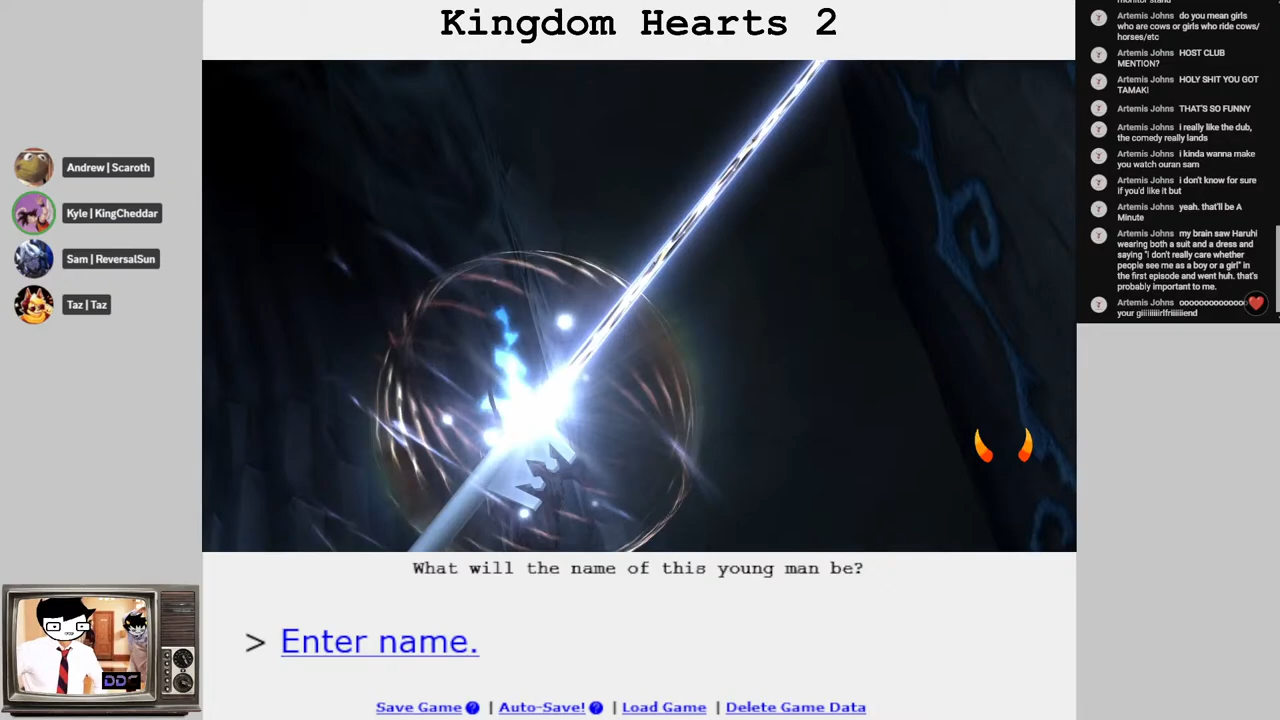 Kingdom Hearts 2
Andrew | Scaroth
Kyle | KingCheddar
Sam | ReversalSun
Taz | Taz
monitor stand
Artemis Johns do you mean girls
who are cows or girls who ride cows/
horses/etc
Artemis Johns HOST CLUB
MENTION?
Artemis Johns HOLY SHIT YOU GOT
TAMAKI
Artemis Johns THAT'S SO FUNNY
Artemis Johns i really like the dub,
the comedy really lands
Artemis Johns i kinda wanna make
you watch ouran sam
Artemis Johns i don't know for sure
if you'd like it but
Artemis Johns yeah. that'll be A
Minute
Artemis Johns my brain saw Haruhi
wearing both a suit and a dress and
saying "i don't really care whether
people see me as a boy or a girl" in
the first episode and went huh. that's
probably important to me.
Artemis Johns
your
What will the name of this young man be?
> Enter name.
DDC
Save Game ? | Auto-Save! ? | Load Game | Delete Game Data